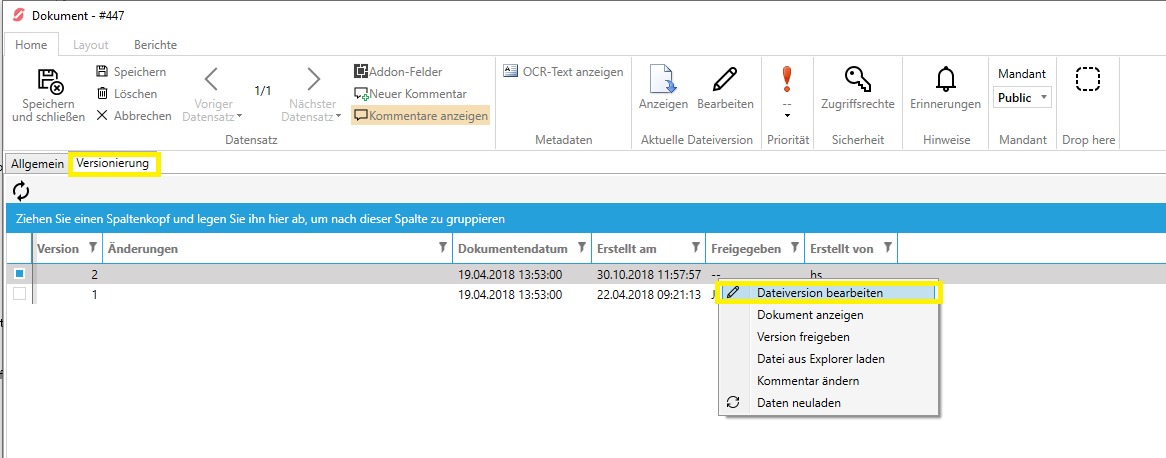 Dokument - #447
Home Layout Berichte
Speichern und schließen
Speichern
Löschen
Abbrechen
Voriger Datensatz
1/1
Nächster Datensatz
Addon-Felder
Neuer Kommentar
Kommentare anzeigen
Datensatz
OCR-Text anzeigen
Metadaten
Anzeigen
Bearbeiten
Aktuelle Dateiversion
--
Priorität
Zugriffsrechte
Sicherheit
Erinnerungen
Hinweise
Mandant
Public
Mandant
Drop here
Allgemein Versionierung
Ziehen Sie einen Spaltenkopf und legen Sie ihn hier ab, um nach dieser Spalte zu gruppieren
Version Änderungen Dokumentendatum Erstellt am Freigegeben Erstellt von
2 19.04.2018 13:53:00 30.10.2018 11:57:57 -- hs
1 19.04.2018 13:53:00 22.04.2018 09:21:13
Dateiversion bearbeiten
Dokument anzeigen
Version freigeben
Datei aus Explorer laden
Kommentar ändern
Daten neuladen